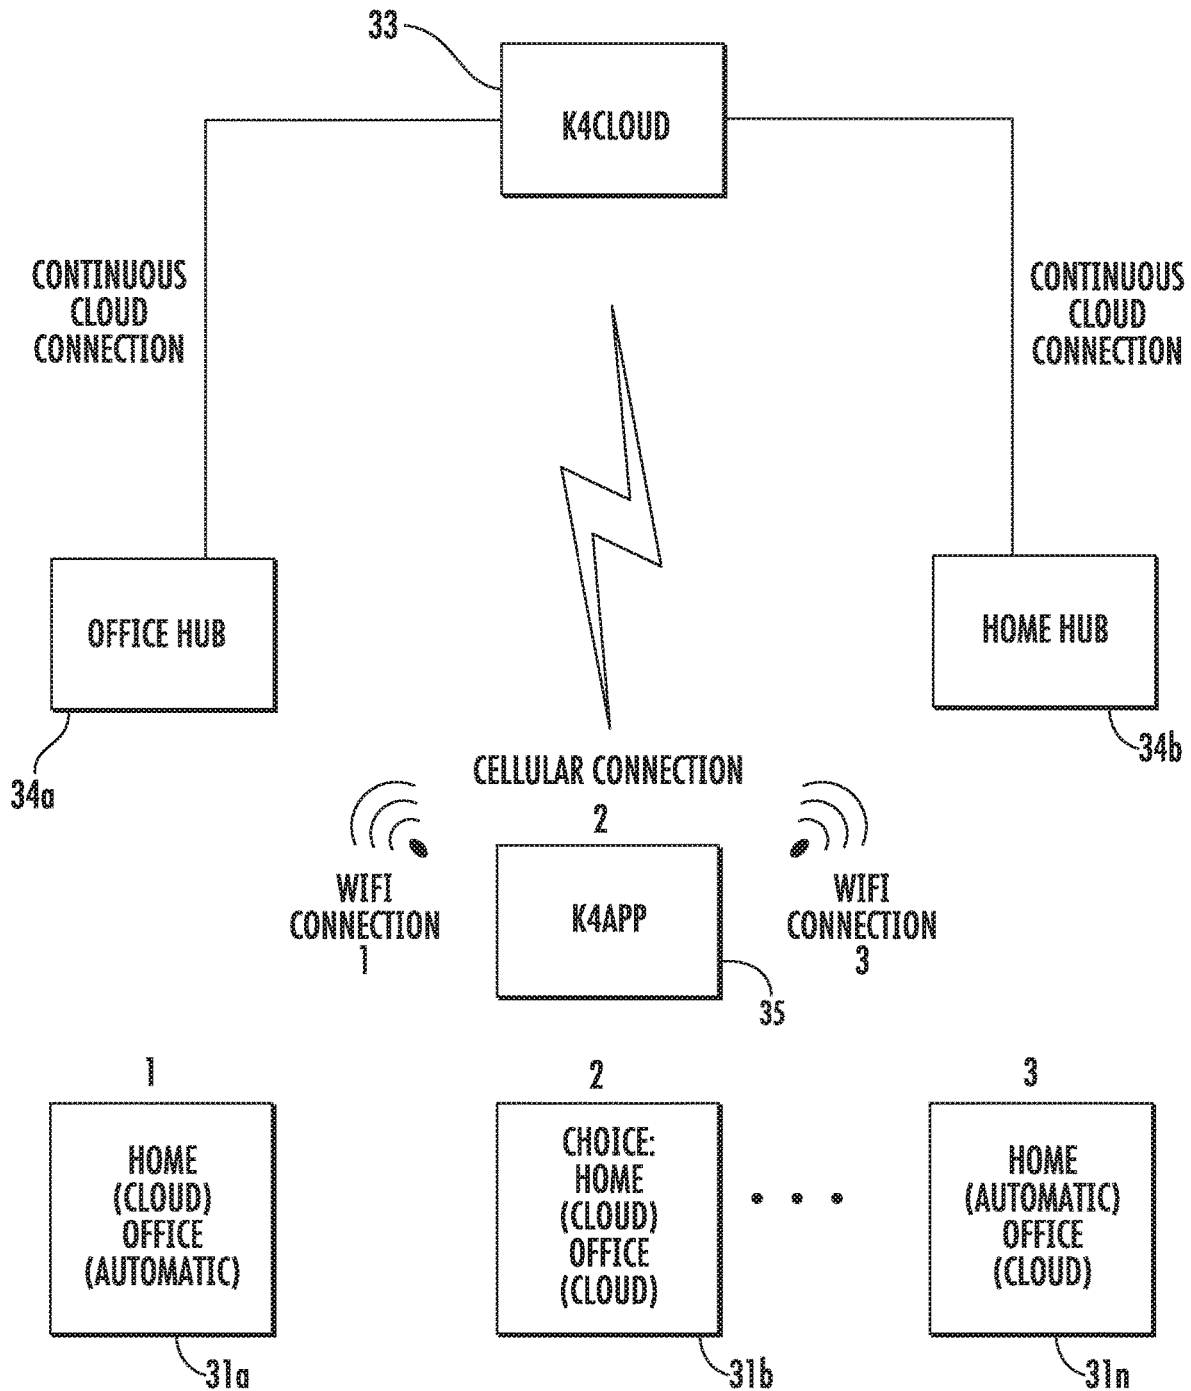 33
K4CLOUD
CONTINUOUS
CLOUD
CONNECTION
CONTINUOUS
CLOUD
CONNECTION
OFFICE HUB
HOME HUB
34a
34b
CELLULAR CONNECTION
2
WIFI
CONNECTION
1
K4APP
WIFI
CONNECTION
3
35
1
HOME
(CLOUD)
OFFICE
(AUTOMATIC)
31a
2
CHOICE:
HOME
(CLOUD)
OFFICE
(CLOUD)
31b
3
HOME
(AUTOMATIC)
OFFICE
(CLOUD)
31n